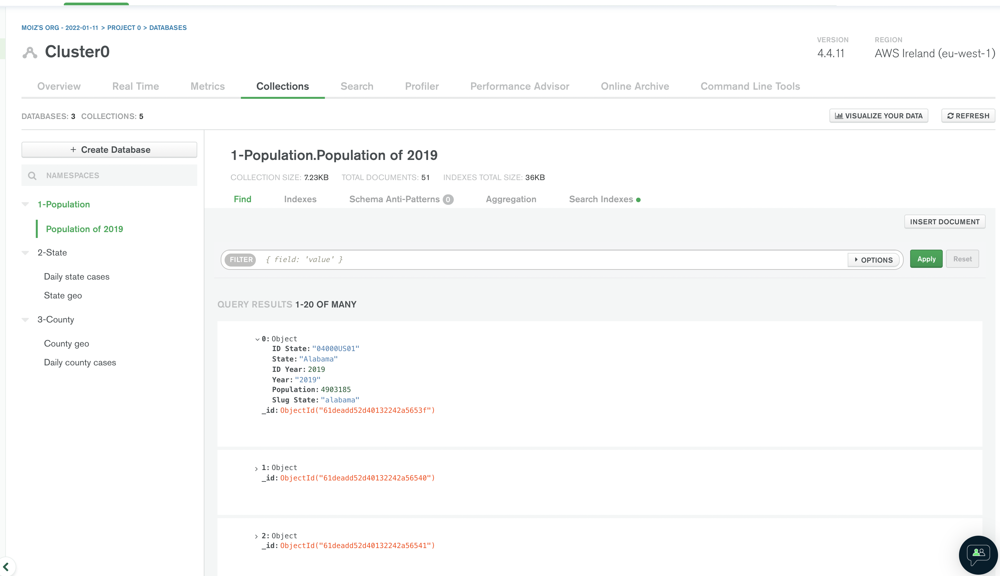 MOIZ'S ORG - 2022-01-11 > PROJECT 0 > DATABASES
Cluster0
VERSION
4.4.11
REGION
AWS Ireland (eu-west-1)
Overview Real Time Metrics Collections Search Profiler Performance Advisor Online Archive Command Line Tools
DATABASES: 3 COLLECTIONS: 5
VISUALIZE YOUR DATA
REFRESH
+ Create Database
NAMESPACES
1-Population
Population of 2019
2-State
Daily state cases
State geo
3-County
County geo
Daily county cases
1-Population.Population of 2019
COLLECTION SIZE: 7.23KB TOTAL DOCUMENTS: 51 INDEXES TOTAL SIZE: 36KB
Find Indexes Schema Anti-Patterns 0 Aggregation Search Indexes
INSERT DOCUMENT
FILTER { field: 'value' } OPTIONS Apply Reset
QUERY RESULTS 1-20 OF MANY
0: Object
ID State: "04000US01"
State: "Alabama"
ID Year: 2019
Year: "2019"
Population: 4903185
Slug State: "alabama"
_id: ObjectId("61deadd52d40132242a5653f")
1: Object
_id: ObjectId("61deadd52d40132242a56540")
2: Object
_id: ObjectId("61deadd52d40132242a56541")